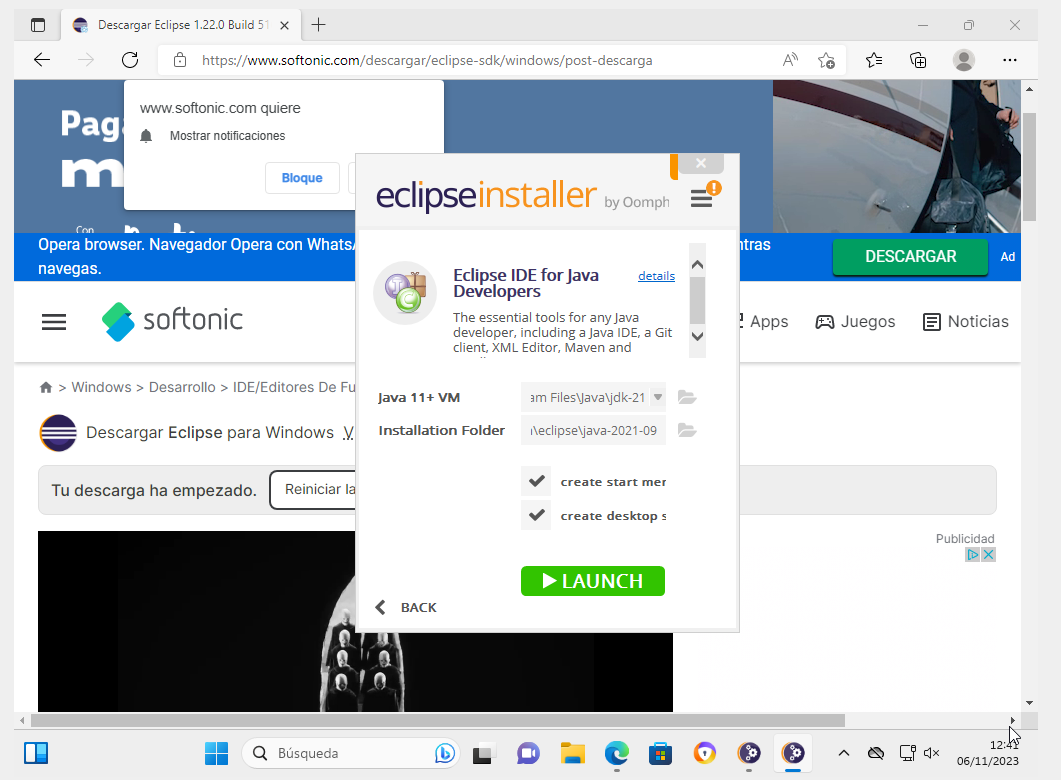 Descargar Eclipse 1.22.0 Build 51
https://www.softonic.com/descargar/eclipse-sdk/windows/post-descarga
www.softonic.com quiere
Mostrar notificaciones
Bloque
Con
Opera browser. Navegador Opera con Whats
navegas.
DESCARGAR
Ad
softonic
Apps
Juegos
Noticias
> Windows > Desarrollo > IDE/Editores De Fu
Descargar Eclipse para Windows V
Tu descarga ha empezado.
Reiniciar la
Publicidad
eclipseinstaller by Oomph
Eclipse IDE for Java
Developers
details
The essential tools for any Java
developer, including a Java IDE, a Git
client, XML Editor, Maven and
Java 11+ VM
am Files\Java\jdk-21
Installation Folder
\eclipse\java-2021-09
create start mer
create desktop s
LAUNCH
BACK
Búsqueda
12:41
06/11/2023